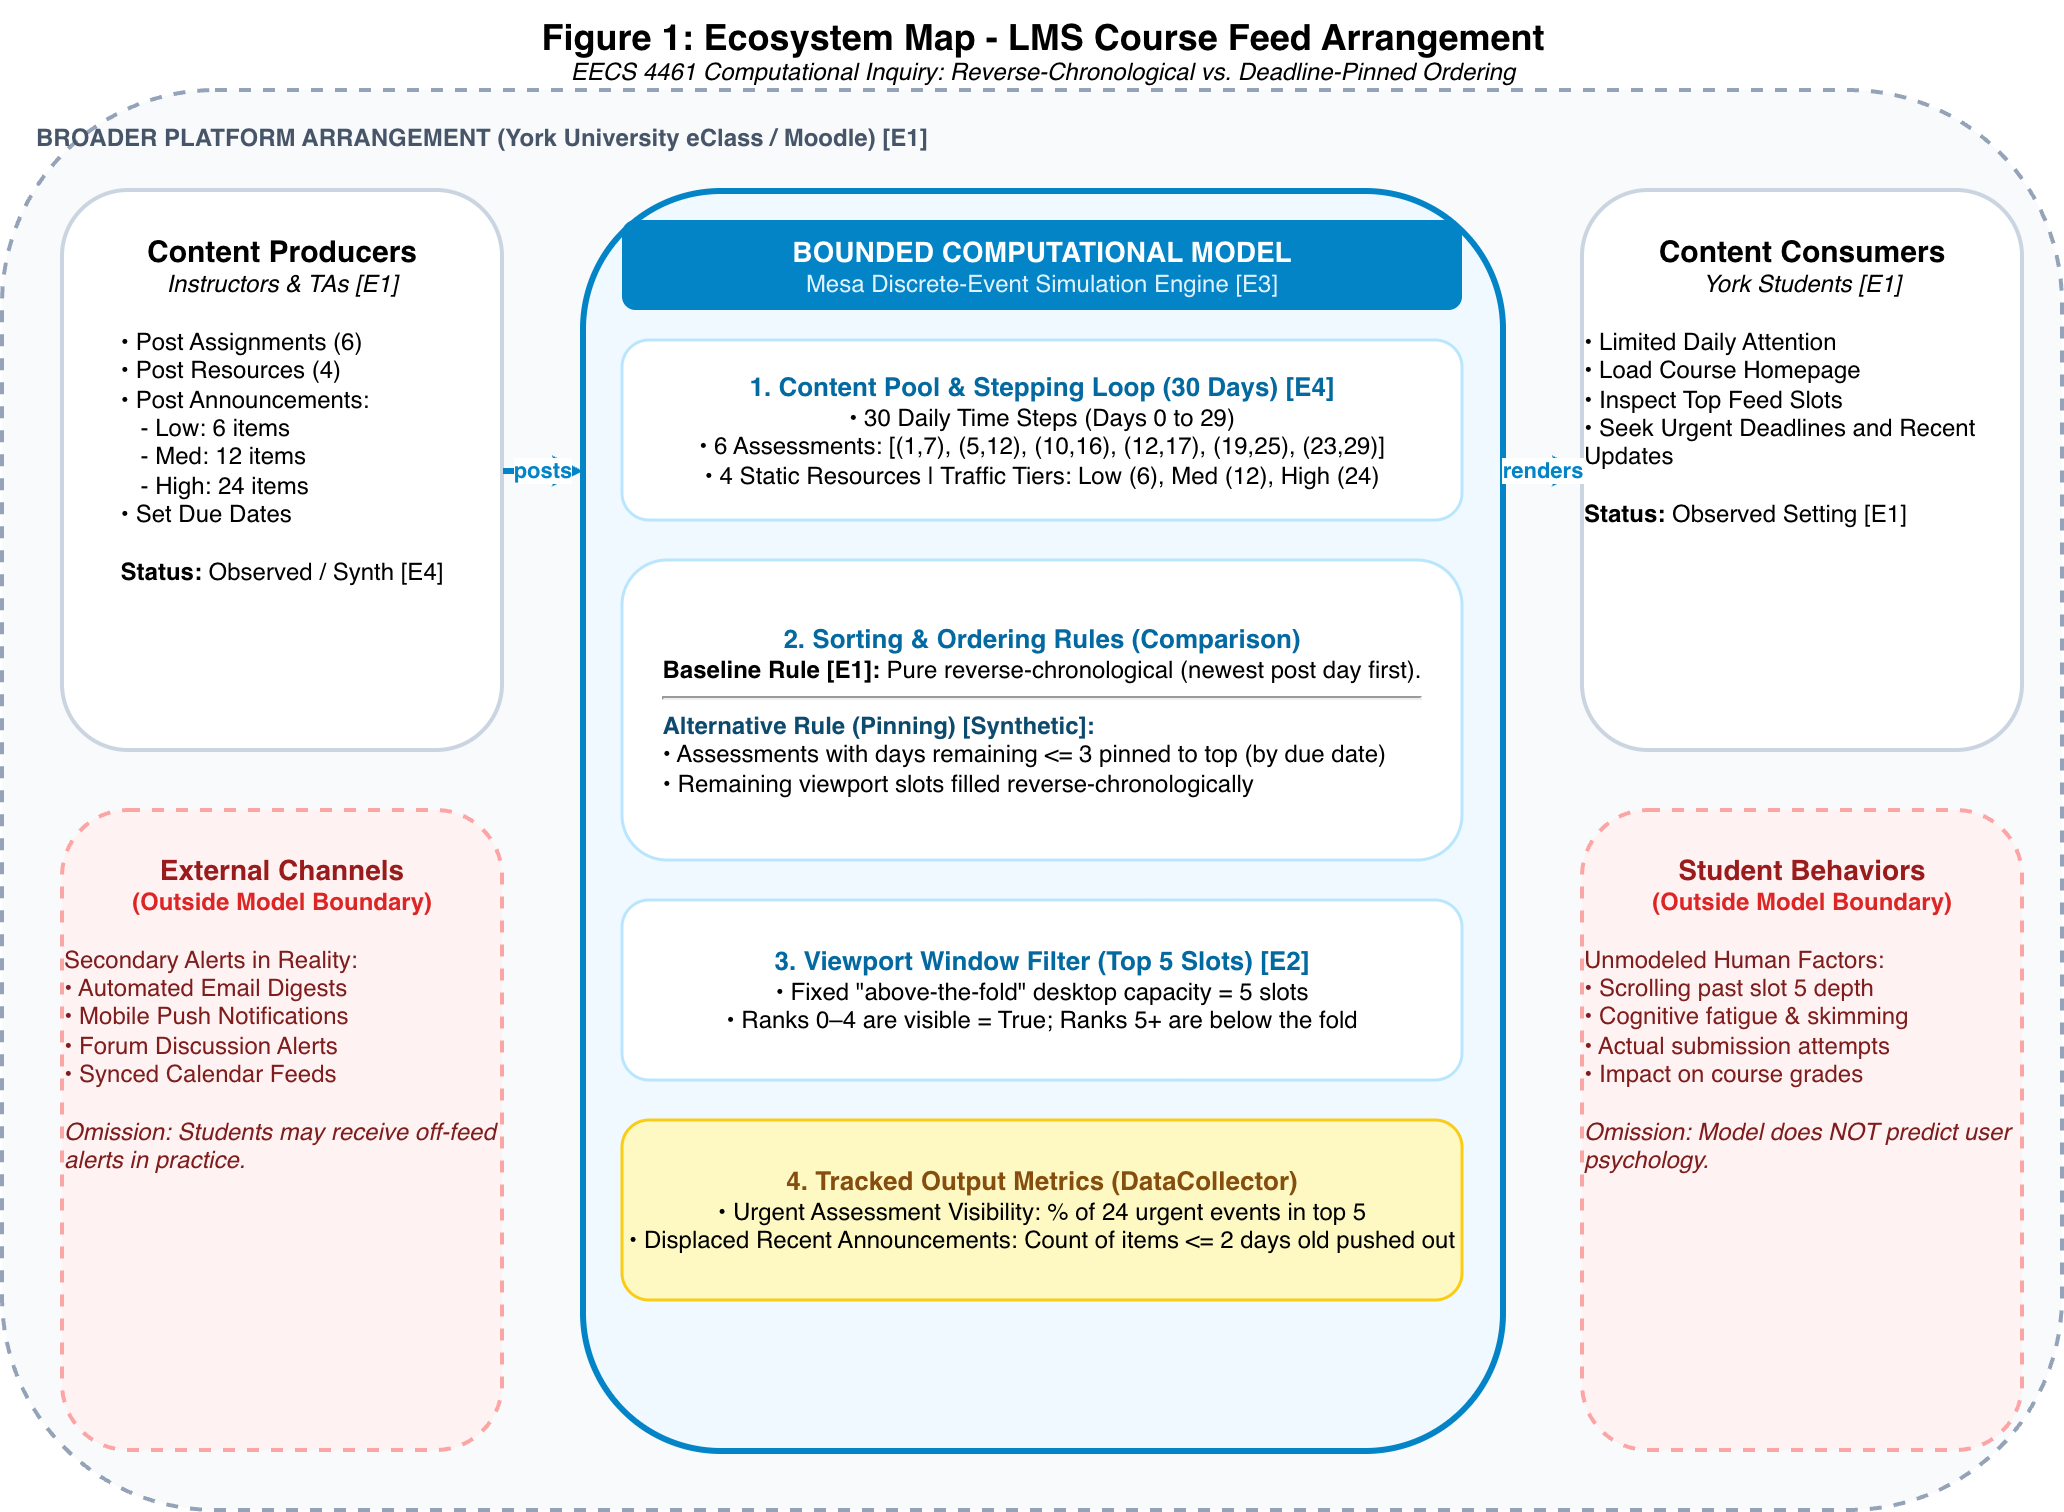 Figure 1: Ecosystem Map - LMS Course Feed Arrangement
EECS 4461 Computational Inquiry: Reverse-Chronological vs. Deadline-Pinned Ordering
BROADER PLATFORM ARRANGEMENT (York University eClass / Moodle) [E1]
Content Producers
Instructors & TAs [E1]
• Post Assignments (6)
• Post Resources (4)
• Post Announcements:
- Low: 6 items
- Med: 12 items
- High: 24 items
• Set Due Dates
Status: Observed / Synth [E4]
posts
BOUNDED COMPUTATIONAL MODEL
Mesa Discrete-Event Simulation Engine [E3]
1. Content Pool & Stepping Loop (30 Days) [E4]
• 30 Daily Time Steps (Days 0 to 29)
• 6 Assessments: [(1,7), (5,12), (10,16), (12,17), (19,25), (23,29)]
• 4 Static Resources | Traffic Tiers: Low (6), Med (12), High (24)
2. Sorting & Ordering Rules (Comparison)
Baseline Rule [E1]: Pure reverse-chronological (newest post day first).
Alternative Rule (Pinning) [Synthetic]:
• Assessments with days remaining <= 3 pinned to top (by due date)
• Remaining viewport slots filled reverse-chronologically
3. Viewport Window Filter (Top 5 Slots) [E2]
• Fixed "above-the-fold" desktop capacity = 5 slots
• Ranks 0–4 are visible = True; Ranks 5+ are below the fold
4. Tracked Output Metrics (DataCollector)
• Urgent Assessment Visibility: % of 24 urgent events in top 5
• Displaced Recent Announcements: Count of items <= 2 days old pushed out
renders
Content Consumers
York Students [E1]
• Limited Daily Attention
• Load Course Homepage
• Inspect Top Feed Slots
• Seek Urgent Deadlines and Recent
Updates
Status: Observed Setting [E1]
External Channels
(Outside Model Boundary)
Secondary Alerts in Reality:
• Automated Email Digests
• Mobile Push Notifications
• Forum Discussion Alerts
• Synced Calendar Feeds
Omission: Students may receive off-feed
alerts in practice.
Student Behaviors
(Outside Model Boundary)
Unmodeled Human Factors:
• Scrolling past slot 5 depth
• Cognitive fatigue & skimming
• Actual submission attempts
• Impact on course grades
Omission: Model does NOT predict user
psychology.